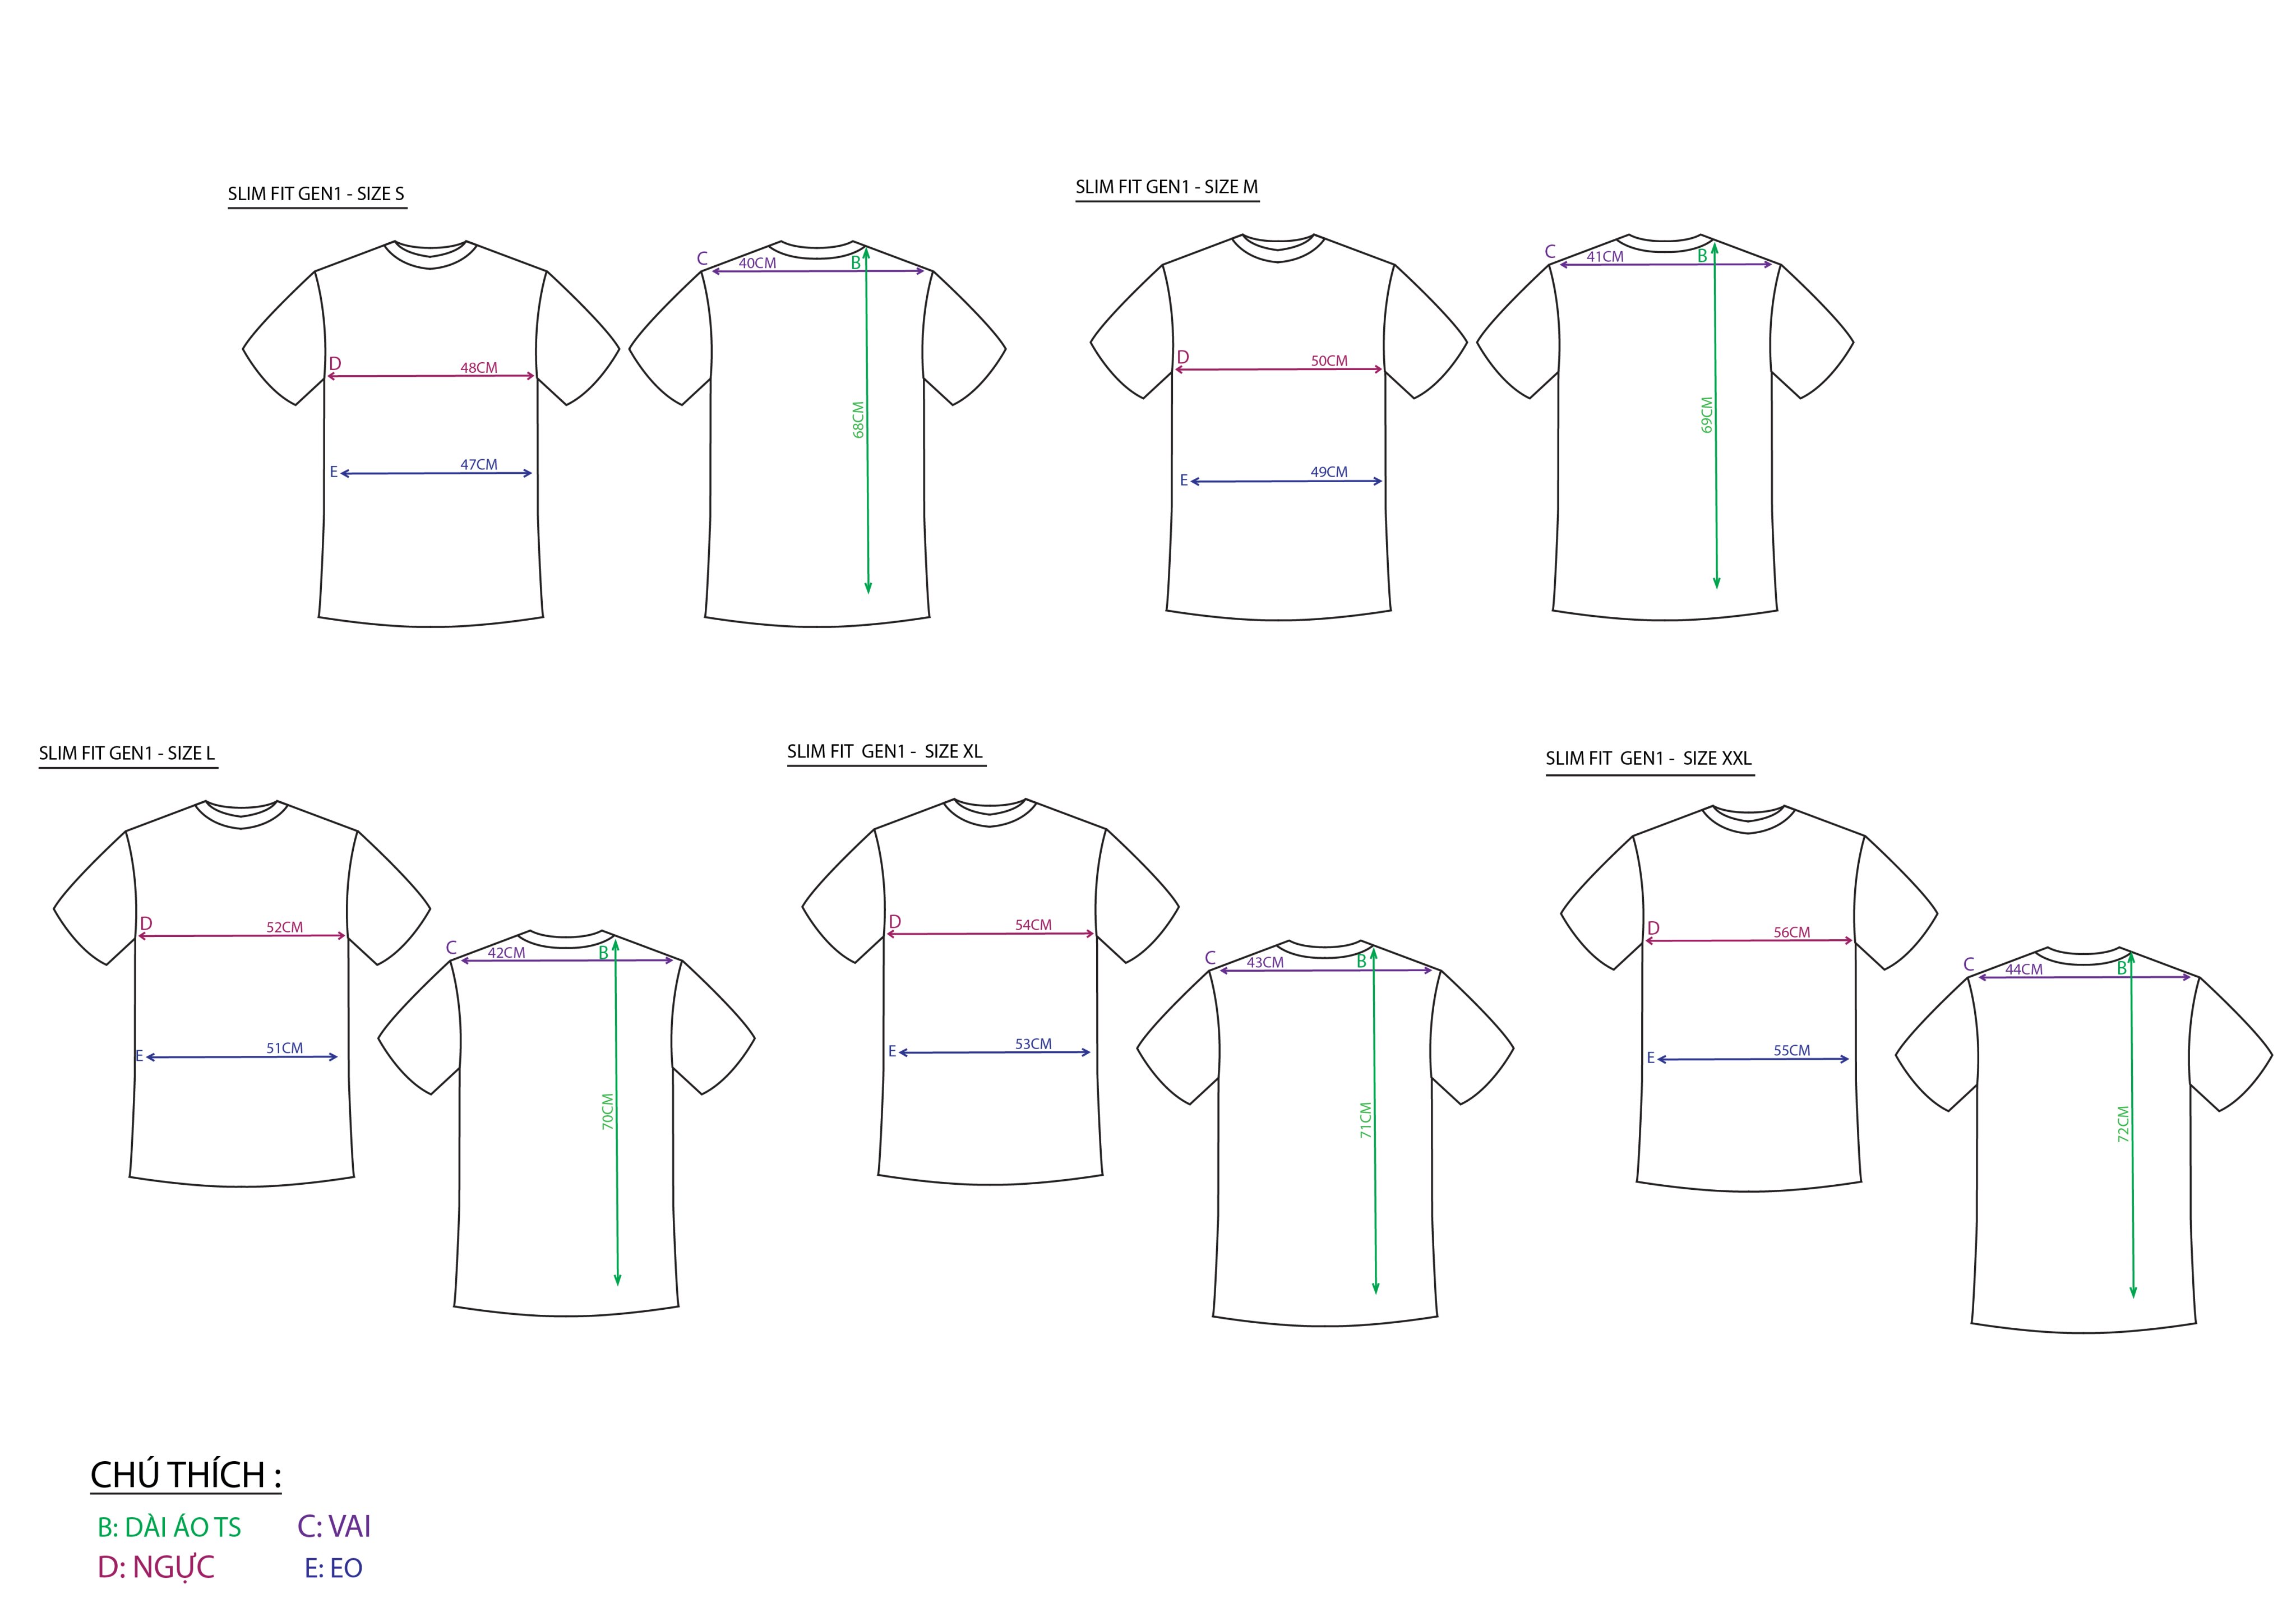 SLIM FIT GEN1 - SIZE S
C
40CM
B
D
48CM
68CM
E
47CM
SLIM FIT GEN1 - SIZE M
C
41CM
B
D
50CM
69CM
E
49CM
SLIM FIT GEN1 - SIZE L
D
52CM
C
42CM
B
E
51CM
70CM
SLIM FIT GEN1 - SIZE XL
D
54CM
C
43CM
B
E
53CM
71CM
SLIM FIT GEN1 - SIZE XXL
D
56CM
C
44CM
B
E
55CM
72CM
CHÚ THÍCH :
B: DÀI ÁO TS C: VAI
D: NGỰC E: EO